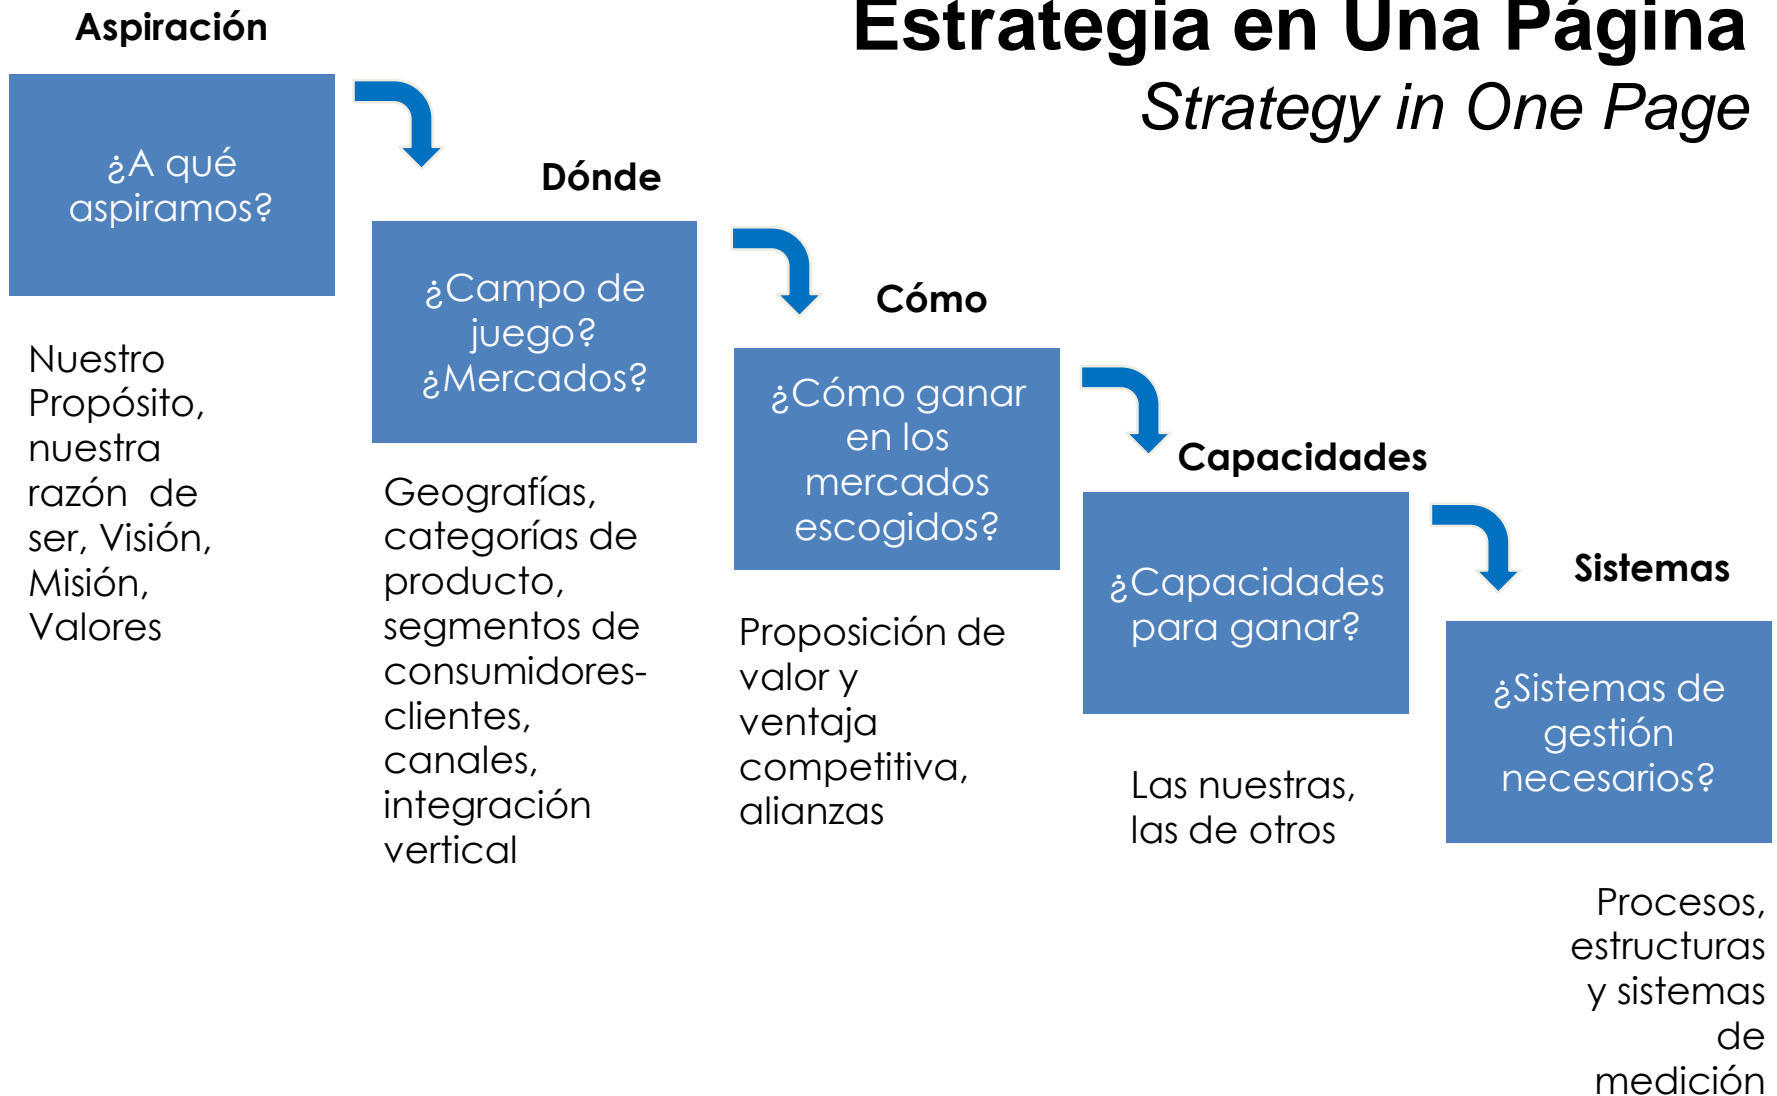 Estrategia en Una Página
Strategy in One Page
Aspiración
¿A qué
aspiramos?
Nuestro
Propósito,
nuestra
razón de
ser, Visión,
Misión,
Valores
Dónde
¿Campo de
juego?
¿Mercados?
Geografías,
categorías de
producto,
segmentos de
consumidores-
clientes,
canales,
integración
vertical
Cómo
¿Cómo ganar
en los
mercados
escogidos?
Proposición de
valor y
ventaja
competitiva,
alianzas
Capacidades
¿Capacidades
para ganar?
Las nuestras,
las de otros
Sistemas
¿Sistemas de
gestión
necesarios?
Procesos,
estructuras
y sistemas
de
medición